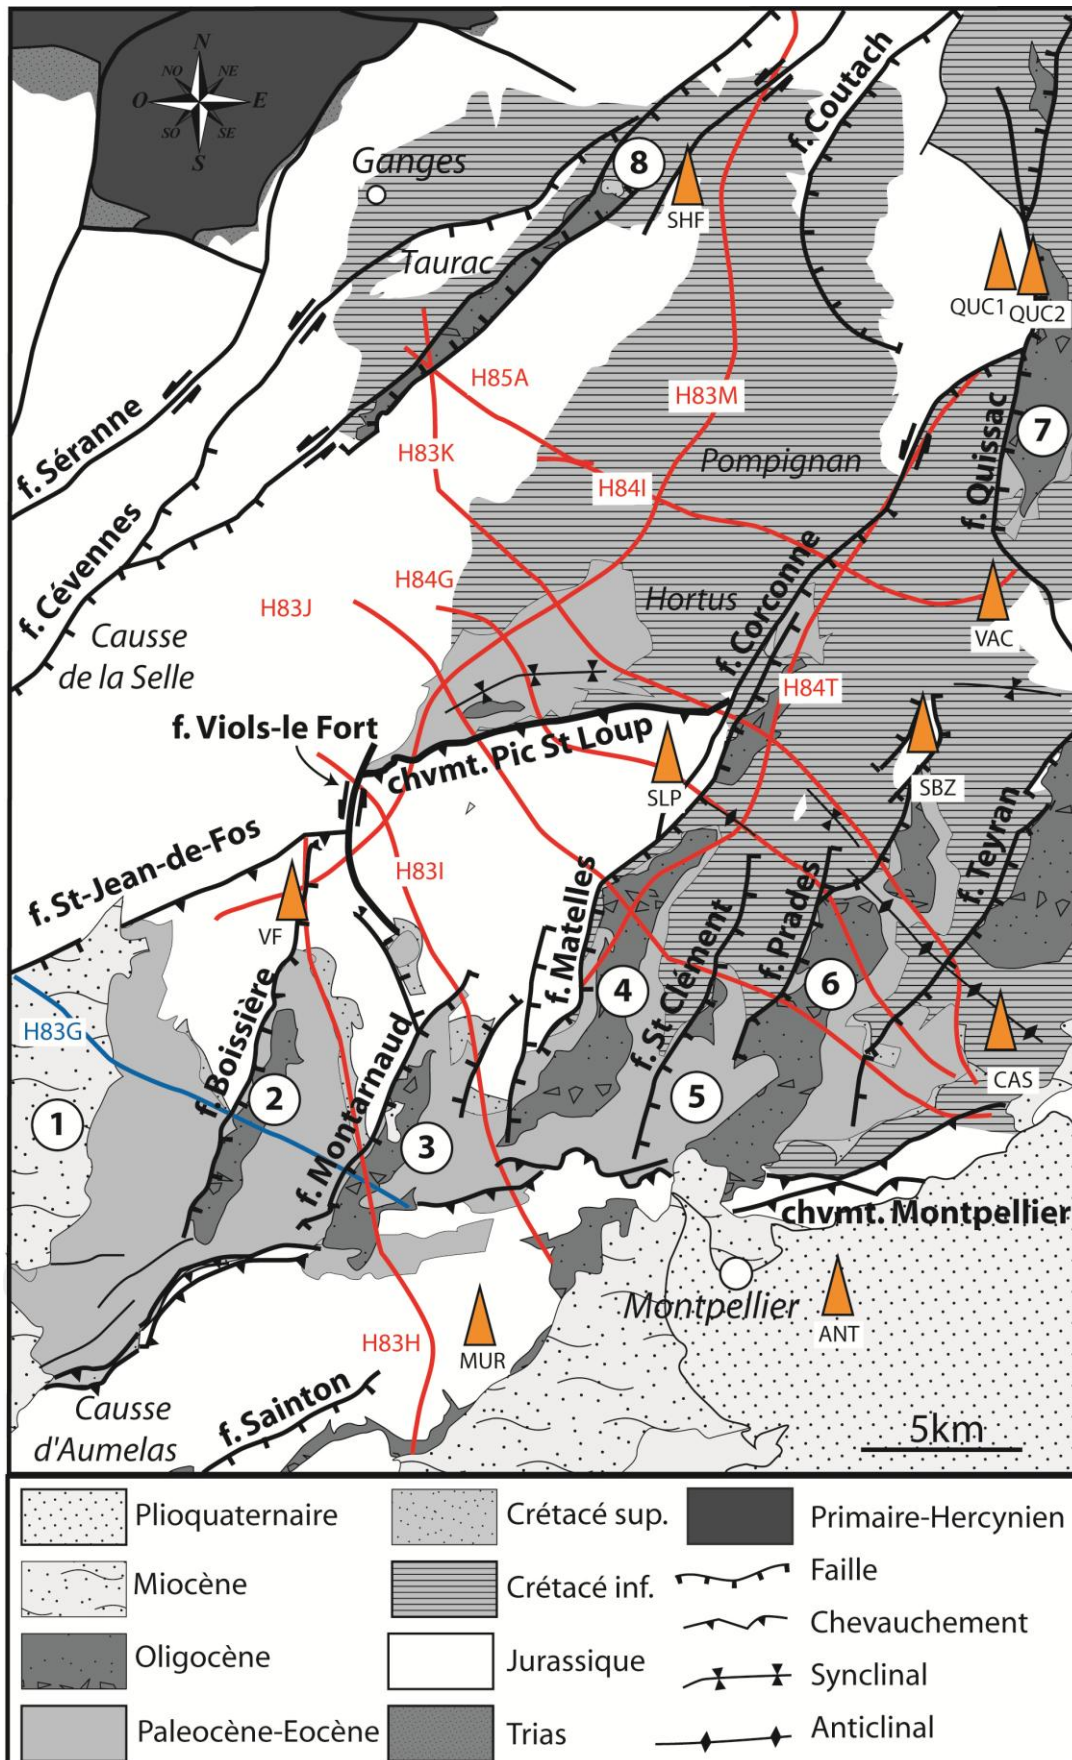 N
NO
NE
O
E
SO
SE
S
Ganges
8
f. Coutach
SHF
Taurac
QUC1
QUC2
H85A
H83M
f. Séranne
H83K
7
Pompignan
H84I
f. Quissac
f. Cévennes
H84G
H83J
Hortus
f. Corconne
VAC
Causse
de la Selle
H84T
f. Viols-le Fort
chvmt. Pic St Loup
SLP
SBZ
f. St-Jean-de-Fos
H83I
f. Teyran
VF
f. Matelles
f. St Clément
f. Prades
4
6
H83G
f. Boissière
f. Montarnaud
1
2
3
5
CAS
chvmt. Montpellier
Montpellier
ANT
MUR
H83H
f. Sainton
Causse
d'Aumelas
5km
Plioquaternaire
Crétacé sup.
Primaire-Hercynien
Miocène
Crétacé inf.
Faille
Chevauchement
Oligocène
Jurassique
Synclinal
Paleocène-Eocène
Trias
Anticlinal